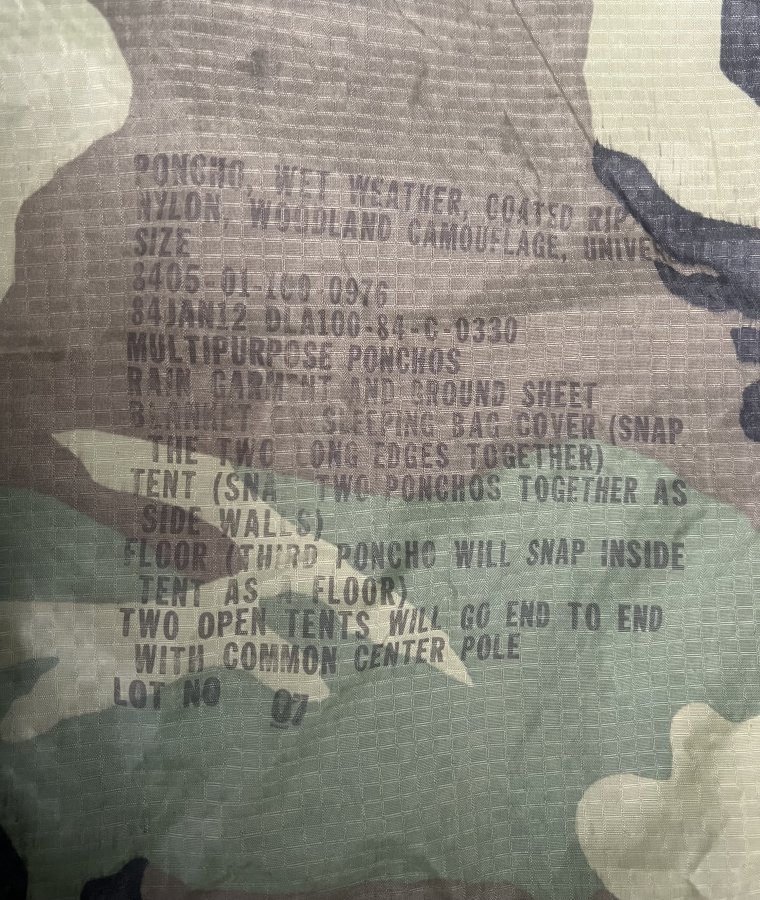 PONCHO, WET WEATHER, COATED RIP
NYLON, WOODLAND CAMOUFLAGE,
SIZE
8405-01-100-0976
84JAN12 DLA100-84-C-0330
MULTIPURPOSE PONCHOS
RAIN GARMENT AND GROUND SHEET
BLANKET SLEEPING BAG COVER (SNAP
THE TWO LONG EDGES TOGETHER)
TENT TWO PONCHOS TOGETHER AS
SIDE WALLS)
FLOOR (THIRD PONCHO WILL SNAP INSIDE
TENT AS A FLOOR)
TWO OPEN TENTS WILL GO END TO END
WITH COMMON CENTER POLE
LOT NO 07